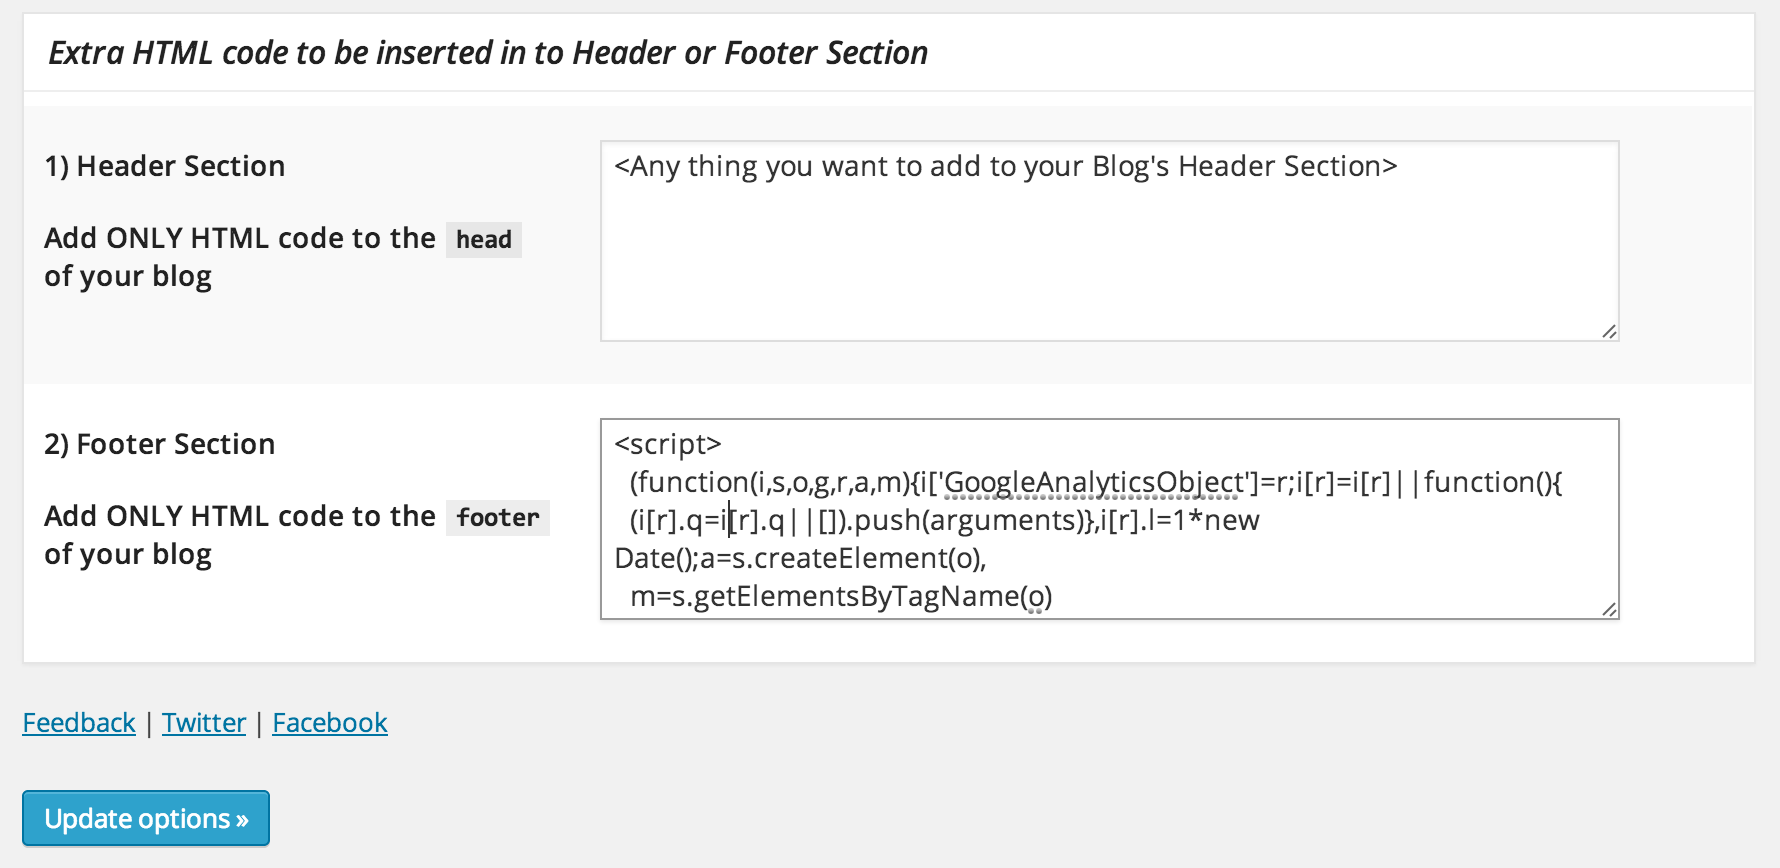 Extra HTML code to be inserted in to Header or Footer Section
1) Header Section
Add ONLY HTML code to the head
of your blog
<Any thing you want to add to your Blog's Header Section>
2) Footer Section
Add ONLY HTML code to the footer
of your blog
<script>
(function(i,s,o,g,r,a,m){i['GoogleAnalyticsObject']=r;i[r]=i[r]||function(){
(i[r].q=i[r].q||[]).push(arguments)},i[r].l=1*new
Date();a=s.createElement(o),
m=s.getElementsByTagName(o)
Feedback | Twitter | Facebook
Update options »